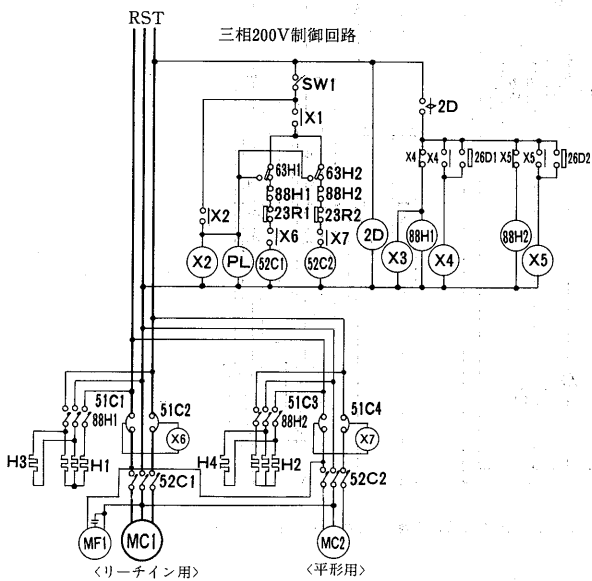 RST
三相200V制御回路
SW1
X1
2D
63H1
63H2
X4
X4
26D1
X5
X5
26D2
88H1
88H2
X2
23R1
23R2
X6
X7
X2
PL
52C1
52C2
2D
X3
88H1
X4
88H2
X5
51C1
88H1
51C2
X6
51C3
88H2
51C4
X7
H3
H1
H4
H2
52C1
52C2
MF1
MC1
MC2
〈リーチイン用〉
〈平形用〉